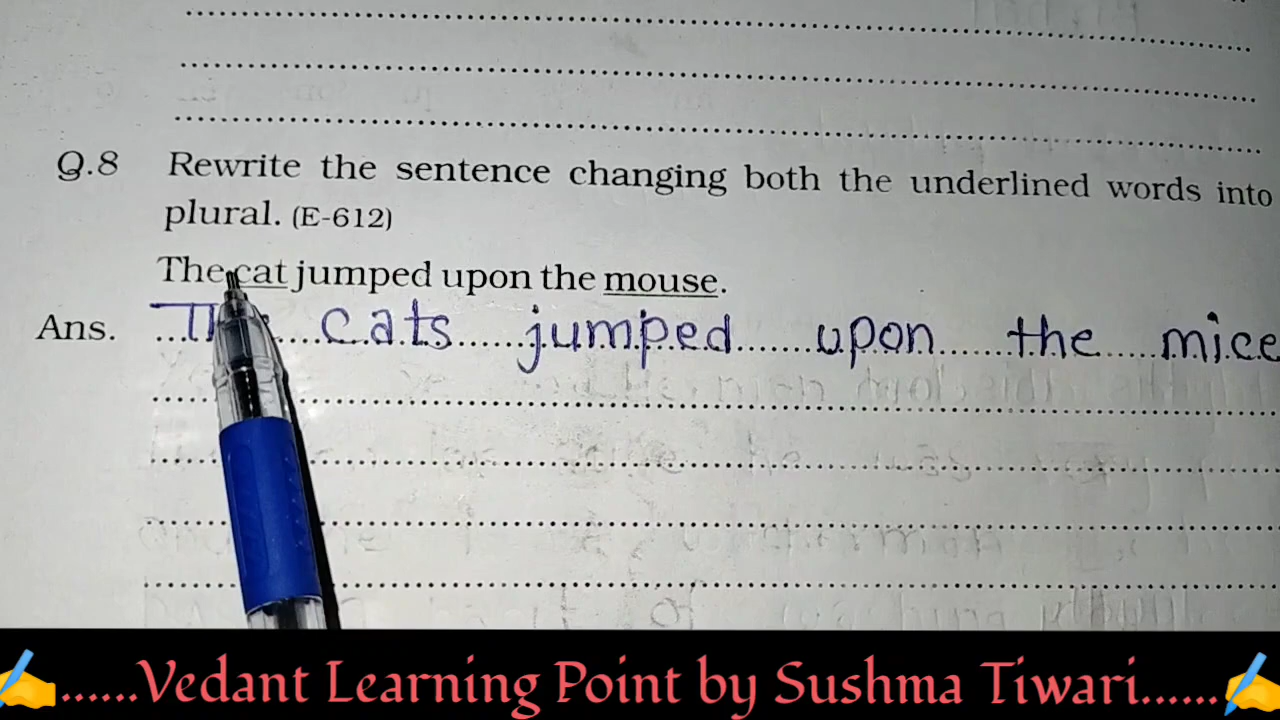 Q.8 Rewrite the sentence changing both the underlined words into
plural. (E-612)
The cat jumped upon the mouse.
Ans. The cats jumped upon the mice
✍......Vedant Learning Point by Sushma Tiwari......✍